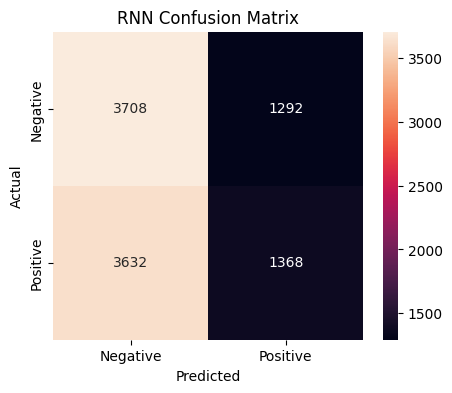 RNN Confusion Matrix
Actual
Negative
Positive
3708 1292
3632 1368
Negative Positive
Predicted
3500
3000
2500
2000
1500